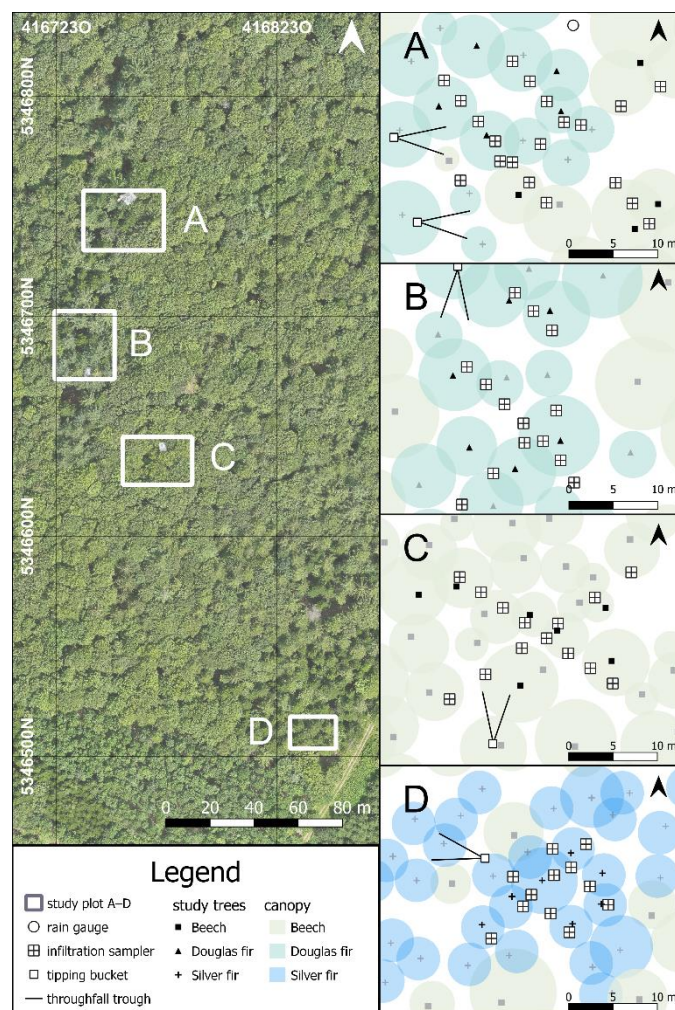 416723O
416823O
5346800N
5346700N
5346600N
5346500N
A
B
C
D
0 20 40 60 80 m
A
0 5 10 m
B
0 5 10 m
C
0 5 10 m
D
0 5 10 m
Legend
study plot A–D
rain gauge
infiltration sampler
tipping bucket
throughfall trough
study trees
Beech
Douglas fir
Silver fir
canopy
Beech
Douglas fir
Silver fir